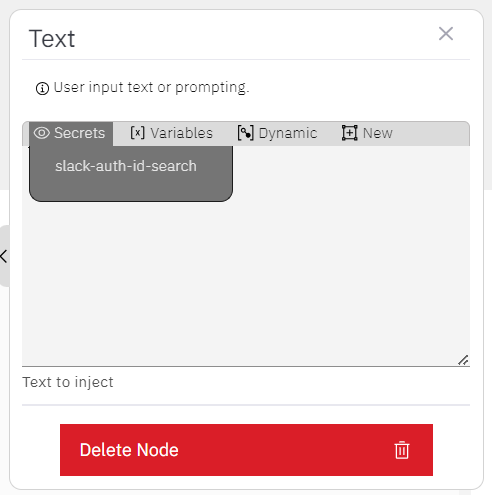 Text
User input text or prompting.
Secrets Variables Dynamic New
slack-auth-id-search
Text to inject
Delete Node